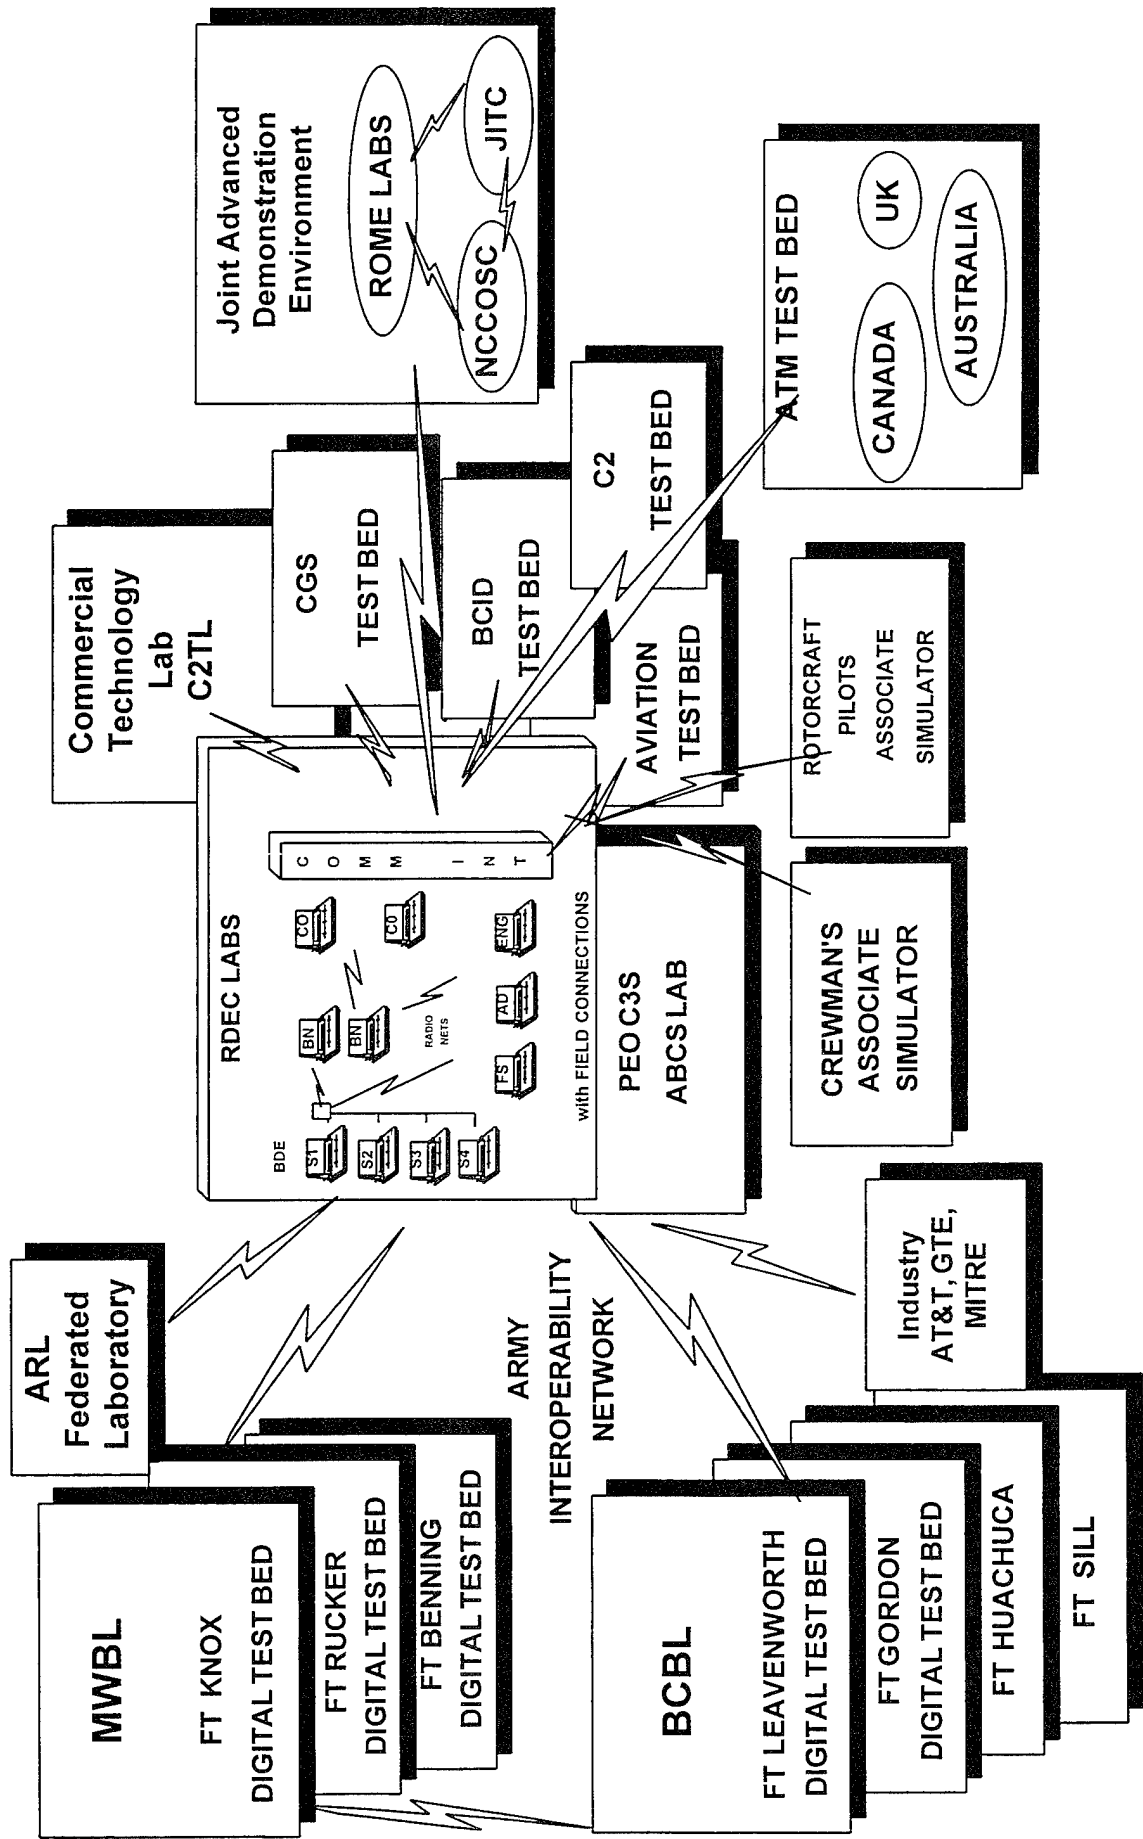 MWBL
FT KNOX
DIGITAL TEST BED
FT RUCKER
DIGITAL TEST BED
FT BENNING
DIGITAL TEST BED
ARL
Federated
Laboratory
ARMY
INTEROPERABILITY
NETWORK
BCBL
FT LEAVENWORTH
DIGITAL TEST BED
FT GORDON
DIGITAL TEST BED
FT HUACHUCA
FT SILL
Industry
AT&T, GTE,
MITRE
RDEC LABS
BDE
S1
S2
S3
S4
BN
BN
RADIO
NETS
CO
CO
FS
AD
ENG
COMM INT
with FIELD CONNECTIONS
PEO C3S
ABCS LAB
Commercial
Technology
Lab
C2TL
CGS
TEST BED
BCID
TEST BED
C2
TEST BED
AVIATION
TEST BED
CREWMAN'S
ASSOCIATE
SIMULATOR
ROTORCRAFT
PILOTS
ASSOCIATE
SIMULATOR
Joint Advanced
Demonstration
Environment
ROME LABS
NCCOSC
JITC
ATM TEST BED
CANADA
UK
AUSTRALIA